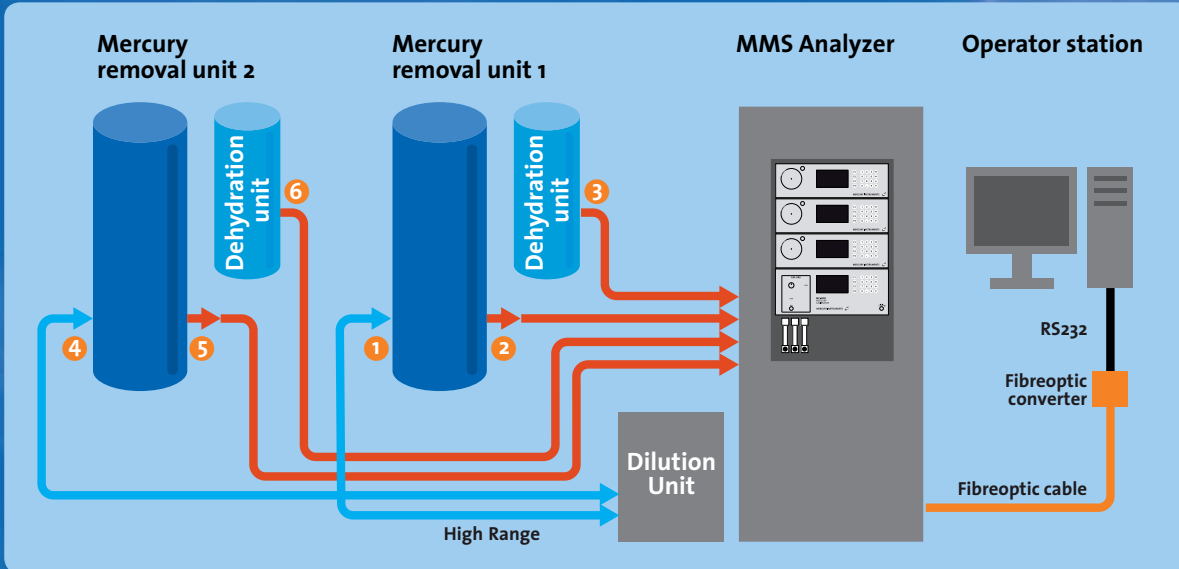 Mercury
removal unit 2
Mercury
removal unit 1
MMS Analyzer
Operator station
Dehydration
unit
Dehydration
unit
6
3
4
5
1
2
RS232
Fibreoptic
converter
Dilution
Unit
Fibreoptic cable
High Range